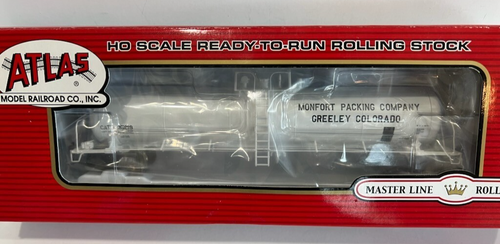 HO SCALE READY-TO-RUN ROLLING STOCK
ATLAS
®
MODEL RAILROAD CO., INC.
MONFORT PACKING COMPANY
GREELEY COLORADO
MASTER LINE ROLL